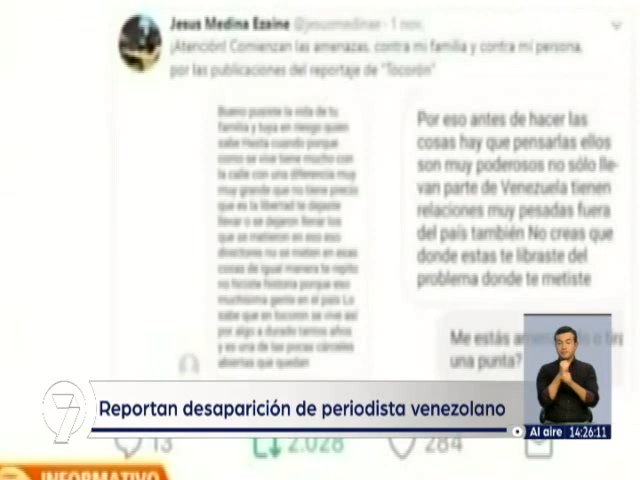 Jesus Medina Ezaine @jesusmedinae - 1 nov.
¡Atención! Comienzan las amenazas, contra mi familia y contra mi persona,
por las publicaciones del reportaje de "Tocorón"
Bueno pusiste la vida de tu
familia y tuya en riesgo quien
sabe Hasta cuando porque
como se vive tiene mucho con
la calle con una diferencia muy
muy grande que no tiene precio
que es la libertad te dejaste
llevar o se dejaron llevar los
que se metieron en eso eso
directores no se metan en esas
cosas de igual manera te repito
no hiciste historia porque eso
muchisima gente en el país Lo
sabe que en tocoron se vive así
por algo a durado tantos años
y es una de las pocas cárceles
abiertas que quedan
Por eso antes de hacer las
cosas hay que pensarlas ellos
son muy poderosos no sólo lle-
van parte de Venezuela tienen
relaciones muy pesadas fuera
del país también No creas que
donde estas te libraste del
problema donde te metiste
Me estás
una punta?
7 Reportan desaparición de periodista venezolano
Al aire 14:26:11
13 2.028 284
INFORMATIVO